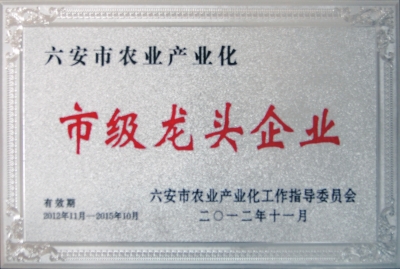 六安市农业产业化
市级龙头企业
有效期
2012年11月—2015年10月
六安市农业产业化工作指导委员会
二〇一二年十一月